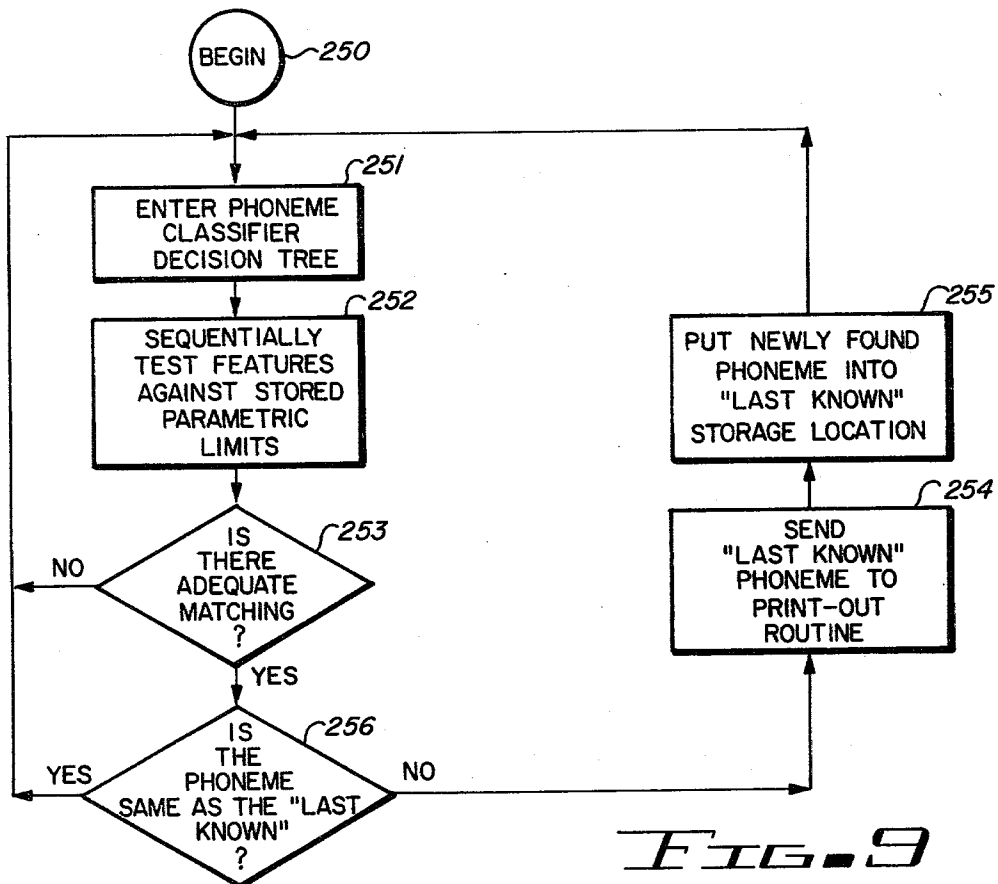 BEGIN
250
251
ENTER PHONEME
CLASSIFIER
DECISION TREE
252
SEQUENTIALLY
TEST FEATURES
AGAINST STORED
PARAMETRIC
LIMITS
253
IS
THERE
ADEQUATE
MATCHING
?
NO
YES
256
IS
THE
PHONEME
SAME AS THE "LAST
KNOWN"
?
YES
NO
255
PUT NEWLY FOUND
PHONEME INTO
"LAST KNOWN"
STORAGE LOCATION
254
SEND
"LAST KNOWN"
PHONEME TO
PRINT-OUT
ROUTINE
FIG. 9